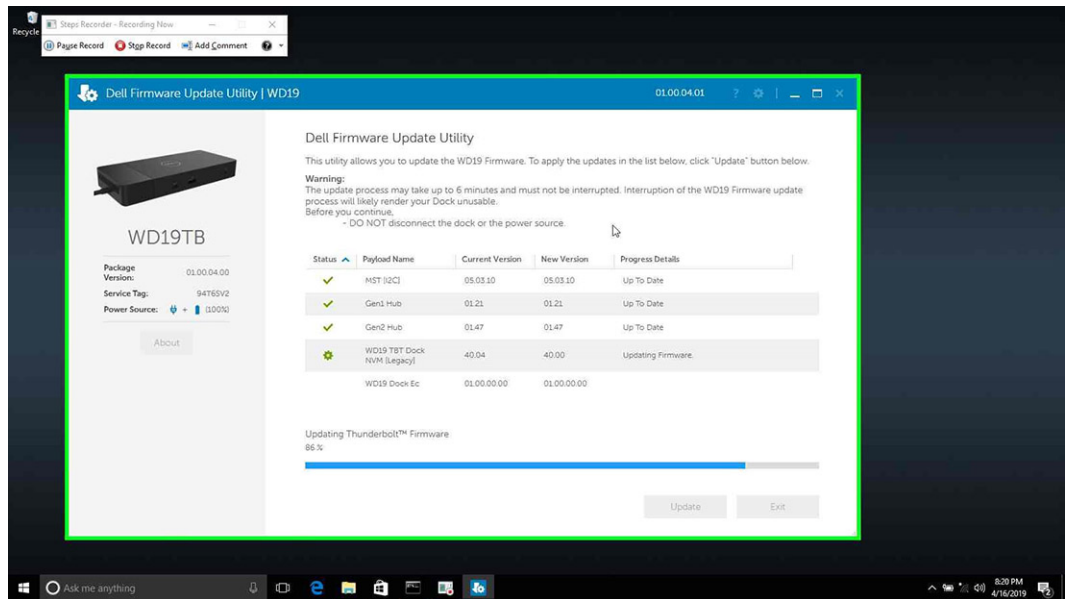 Recycle
Steps Recorder - Recording Now
Pause Record Stop Record Add Comment
Dell Firmware Update Utility | WD19 01.00.04.01 ?
Dell Firmware Update Utility
This utility allows you to update the WD19 Firmware. To apply the updates in the list below, click "Update" button below.
Warning:
The update process may take up to 6 minutes and must not be interrupted. Interruption of the WD19 Firmware update
process will likely render your Dock unusable.
Before you continue,
- DO NOT disconnect the dock or the power source.
WD19TB
Package Version: 01.00.04.00
Service Tag: 94T6SV2
Power Source: + (100%)
About
Status Payload Name Current Version New Version Progress Details
MST [I2C] 05.03.10 05.03.10 Up To Date
Gen1 Hub 01.21 01.21 Up To Date
Gen2 Hub 01.47 01.47 Up To Date
WD19 TBT Dock
NVM [Legacy] 40.04 40.00 Updating Firmware.
WD19 Dock Ec 01.00.00.00 01.00.00.00
Updating Thunderbolt™ Firmware
86 %
Update Exit
Ask me anything
8:20 PM
4/16/2019